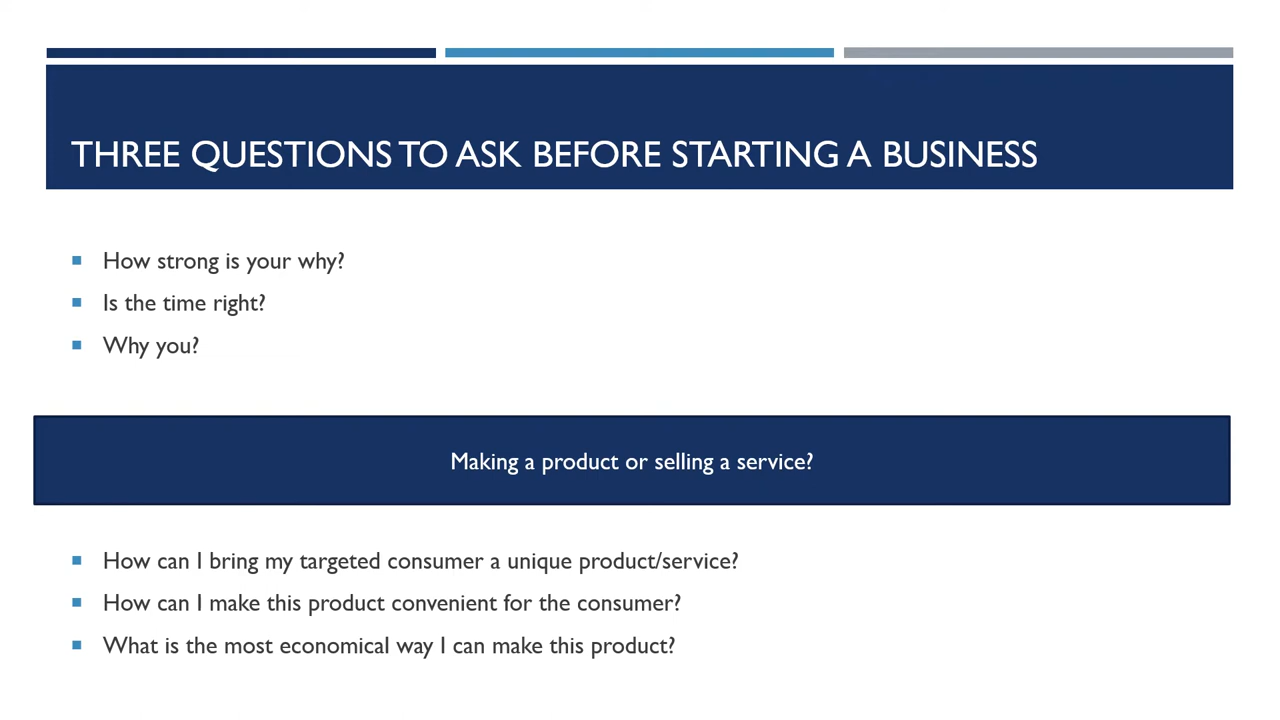 THREE QUESTIONS TO ASK BEFORE STARTING A BUSINESS
How strong is your why?
Is the time right?
Why you?
Making a product or selling a service?
How can I bring my targeted consumer a unique product/service?
How can I make this product convenient for the consumer?
What is the most economical way I can make this product?